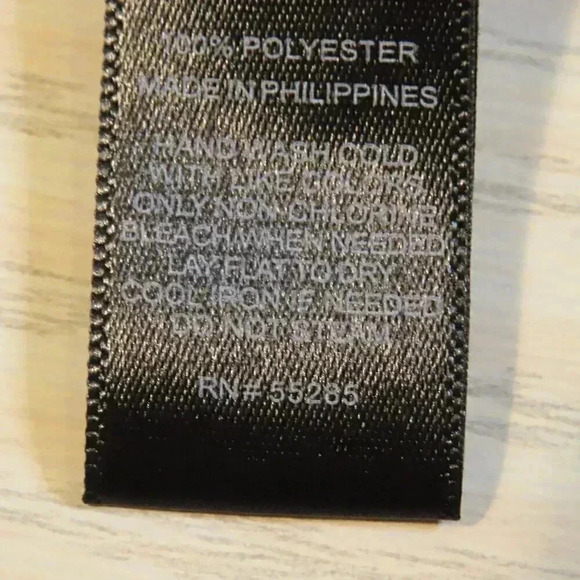 100% POLYESTER
MADE IN PHILIPPINES
HAND WASH COLD
WITH LIKE COLORS
ONLY NON-CHLORINE
BLEACH WHEN NEEDED
LAY FLAT TO DRY
COOL IRON IF NEEDED
DO NOT STEAM
RN# 55285